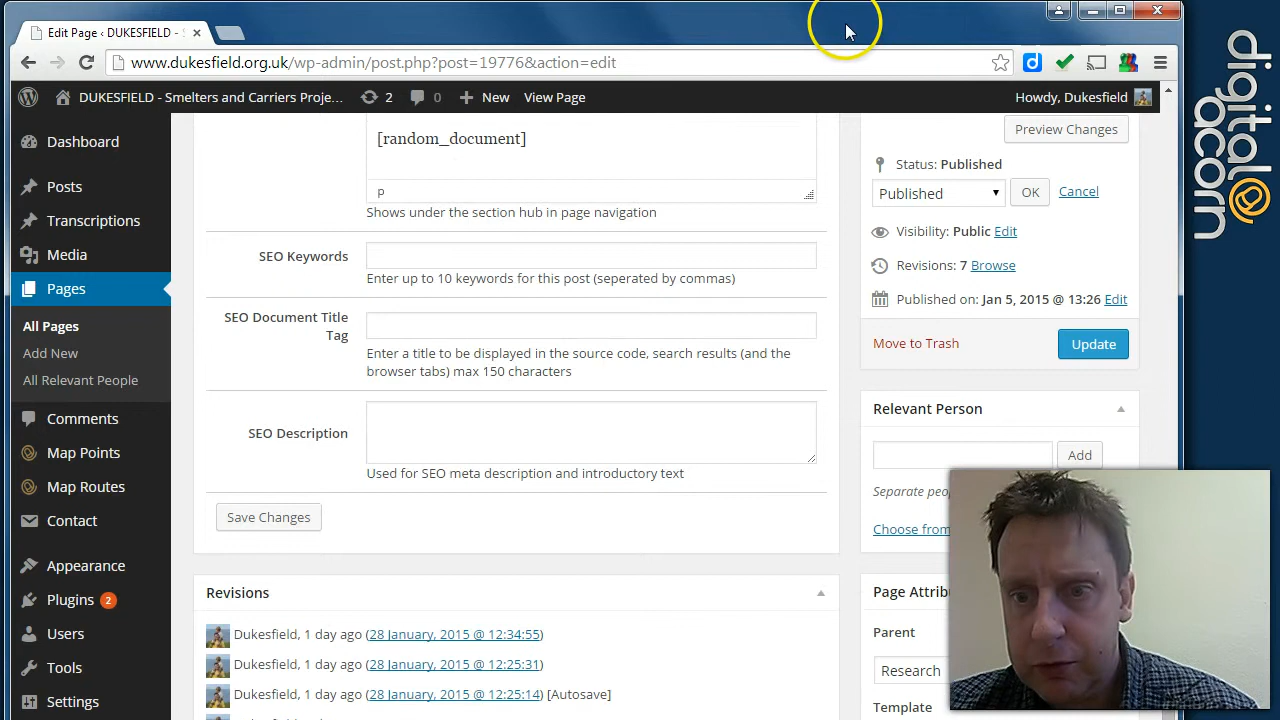 Edit Page ‹ DUKESFIELD -
www.dukesfield.org.uk/wp-admin/post.php?post=19776&action=edit
DUKESFIELD - Smelters and Carriers Proje...
2
0
New
View Page
Howdy, Dukesfield
Dashboard
Posts
Transcriptions
Media
Pages
All Pages
Add New
All Relevant People
Comments
Map Points
Map Routes
Contact
Appearance
Plugins 2
Users
Tools
Settings
[random_document]
p
Shows under the section hub in page navigation
SEO Keywords
Enter up to 10 keywords for this post (seperated by commas)
SEO Document Title
Tag
Enter a title to be displayed in the source code, search results (and the
browser tabs) max 150 characters
SEO Description
Used for SEO meta description and introductory text
Save Changes
Revisions
Dukesfield, 1 day ago (28 January, 2015 @ 12:34:55)
Dukesfield, 1 day ago (28 January, 2015 @ 12:25:31)
Dukesfield, 1 day ago (28 January, 2015 @ 12:25:14) [Autosave]
Preview Changes
Status: Published
Published
OK
Cancel
Visibility: Public Edit
Revisions: 7 Browse
Published on: Jan 5, 2015 @ 13:26 Edit
Move to Trash
Update
Relevant Person
Add
Separate
Choose from
Page
Parent
Research
Template
digital
acorn